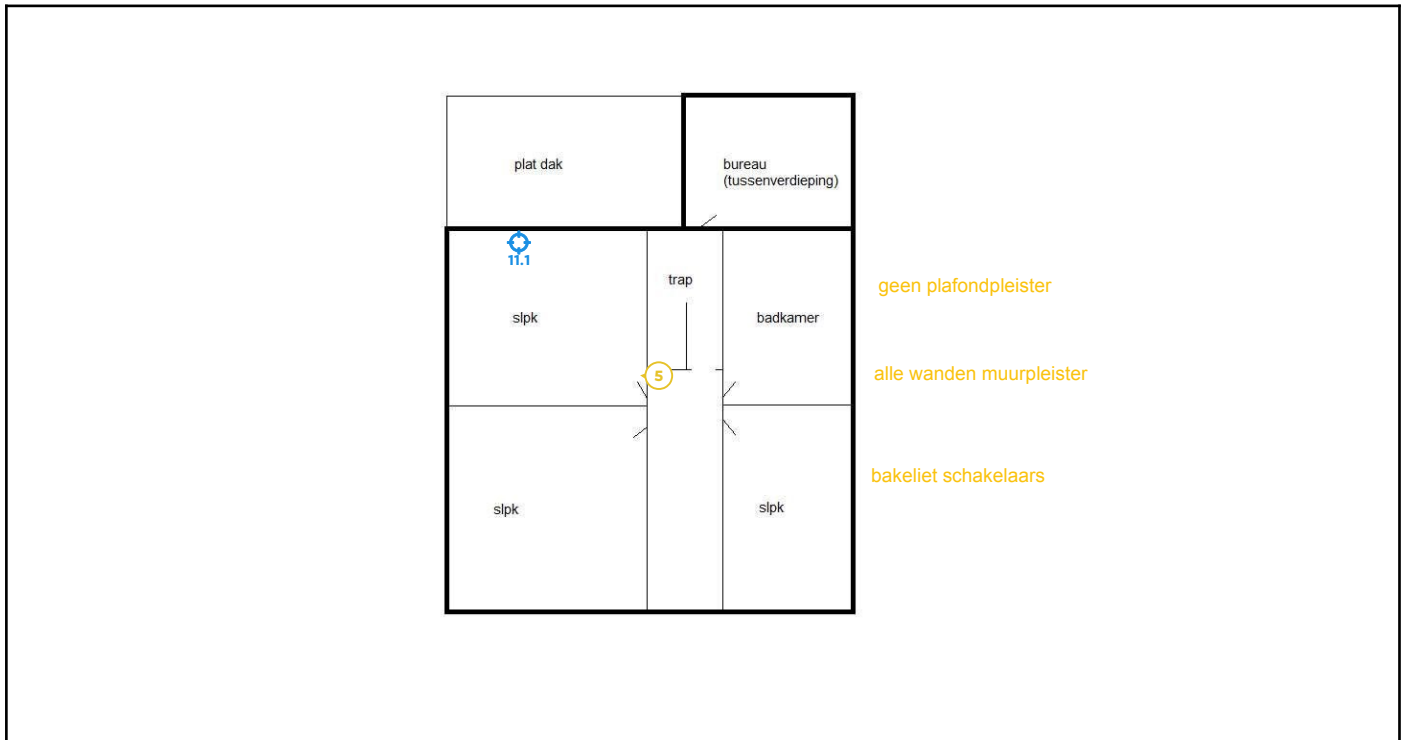 plat dak
bureau
(tussenverdieping)
11.1
trap
geen plafondpleister
slpk
badkamer
5
alle wanden muurpleister
bakeliet schakelaars
slpk
slpk